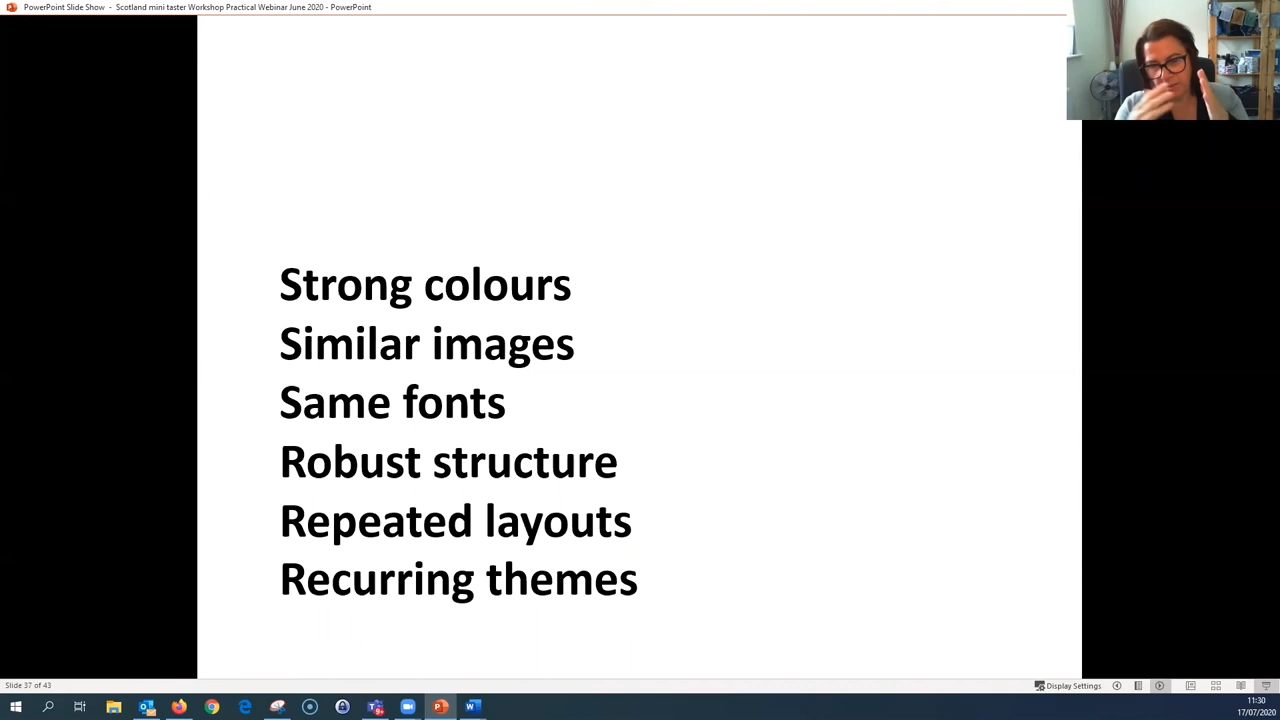 PowerPoint Slide Show - Scotland mini taster Workshop Practical Webinar June 2020 - PowerPoint
Strong colours
Similar images
Same fonts
Robust structure
Repeated layouts
Recurring themes
Slide 37 of 43
Display Settings
11:30
17/07/2020